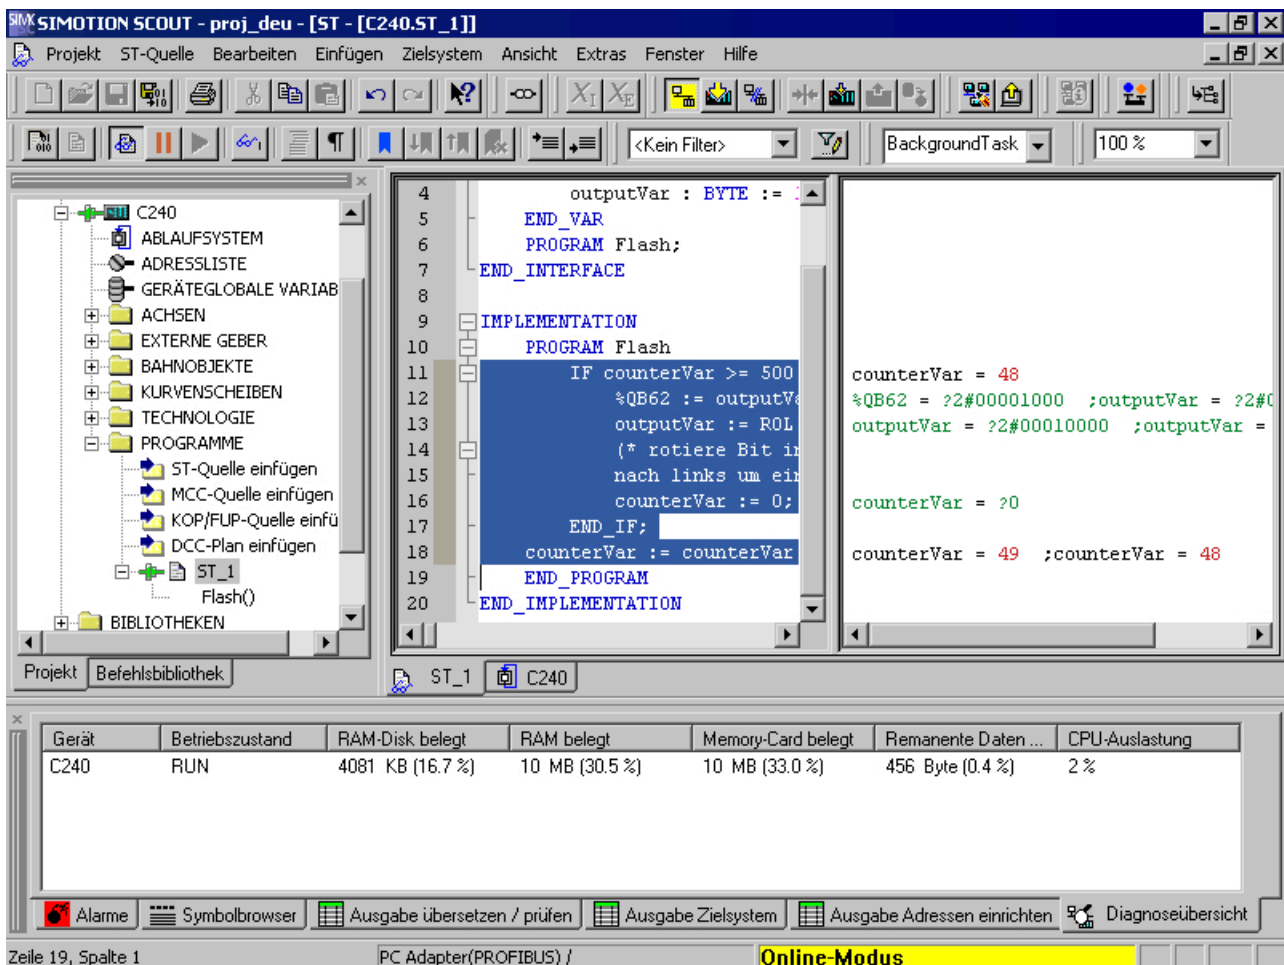 SIMOTION SCOUT - proj_deu - [ST - [C240.ST_1]]
Projekt ST-Quelle Bearbeiten Einfügen Zielsystem Ansicht Extras Fenster Hilfe
<Kein Filter> BackgroundTask 100 %
C240
ABLAUFSYSTEM
ADRESSLISTE
GERÄTEGLOBALE VARIAB
ACHSEN
EXTERNE GEBER
BAHNOBJEKTE
KURVENSCHEIBEN
TECHNOLOGIE
PROGRAMME
ST-Quelle einfügen
MCC-Quelle einfügen
KOP/FUP-Quelle einfü
DCC-Plan einfügen
ST_1
Flash()
BIBLIOTHEKEN
Projekt Befehlsbibliothek
4 outputVar : BYTE :=
5 END_VAR
6 PROGRAM Flash;
7 END_INTERFACE
8
9 IMPLEMENTATION
10 PROGRAM Flash
11 IF counterVar >= 500
12 %QB62 := outputVa
13 outputVar := ROL
14 (* rotiere Bit in
15 nach links um ein
16 counterVar := 0;
17 END_IF;
18 counterVar := counterVar
19 END_PROGRAM
20 END_IMPLEMENTATION
counterVar = 48
%QB62 = ?2#00001000 ;outputVar = ?2#0
outputVar = ?2#00010000 ;outputVar =
counterVar = ?0
counterVar = 49 ;counterVar = 48
ST_1 C240
Gerät Betriebszustand RAM-Disk belegt RAM belegt Memory-Card belegt Remanente Daten ... CPU-Auslastung
C240 RUN 4081 KB (16.7 %) 10 MB (30.5 %) 10 MB (33.0 %) 456 Byte (0.4 %) 2 %
Alarme Symbolbrowser Ausgabe übersetzen / prüfen Ausgabe Zielsystem Ausgabe Adressen einrichten Diagnoseübersicht
Zeile 19, Spalte 1 PC Adapter(PROFIBUS) / Online-Modus